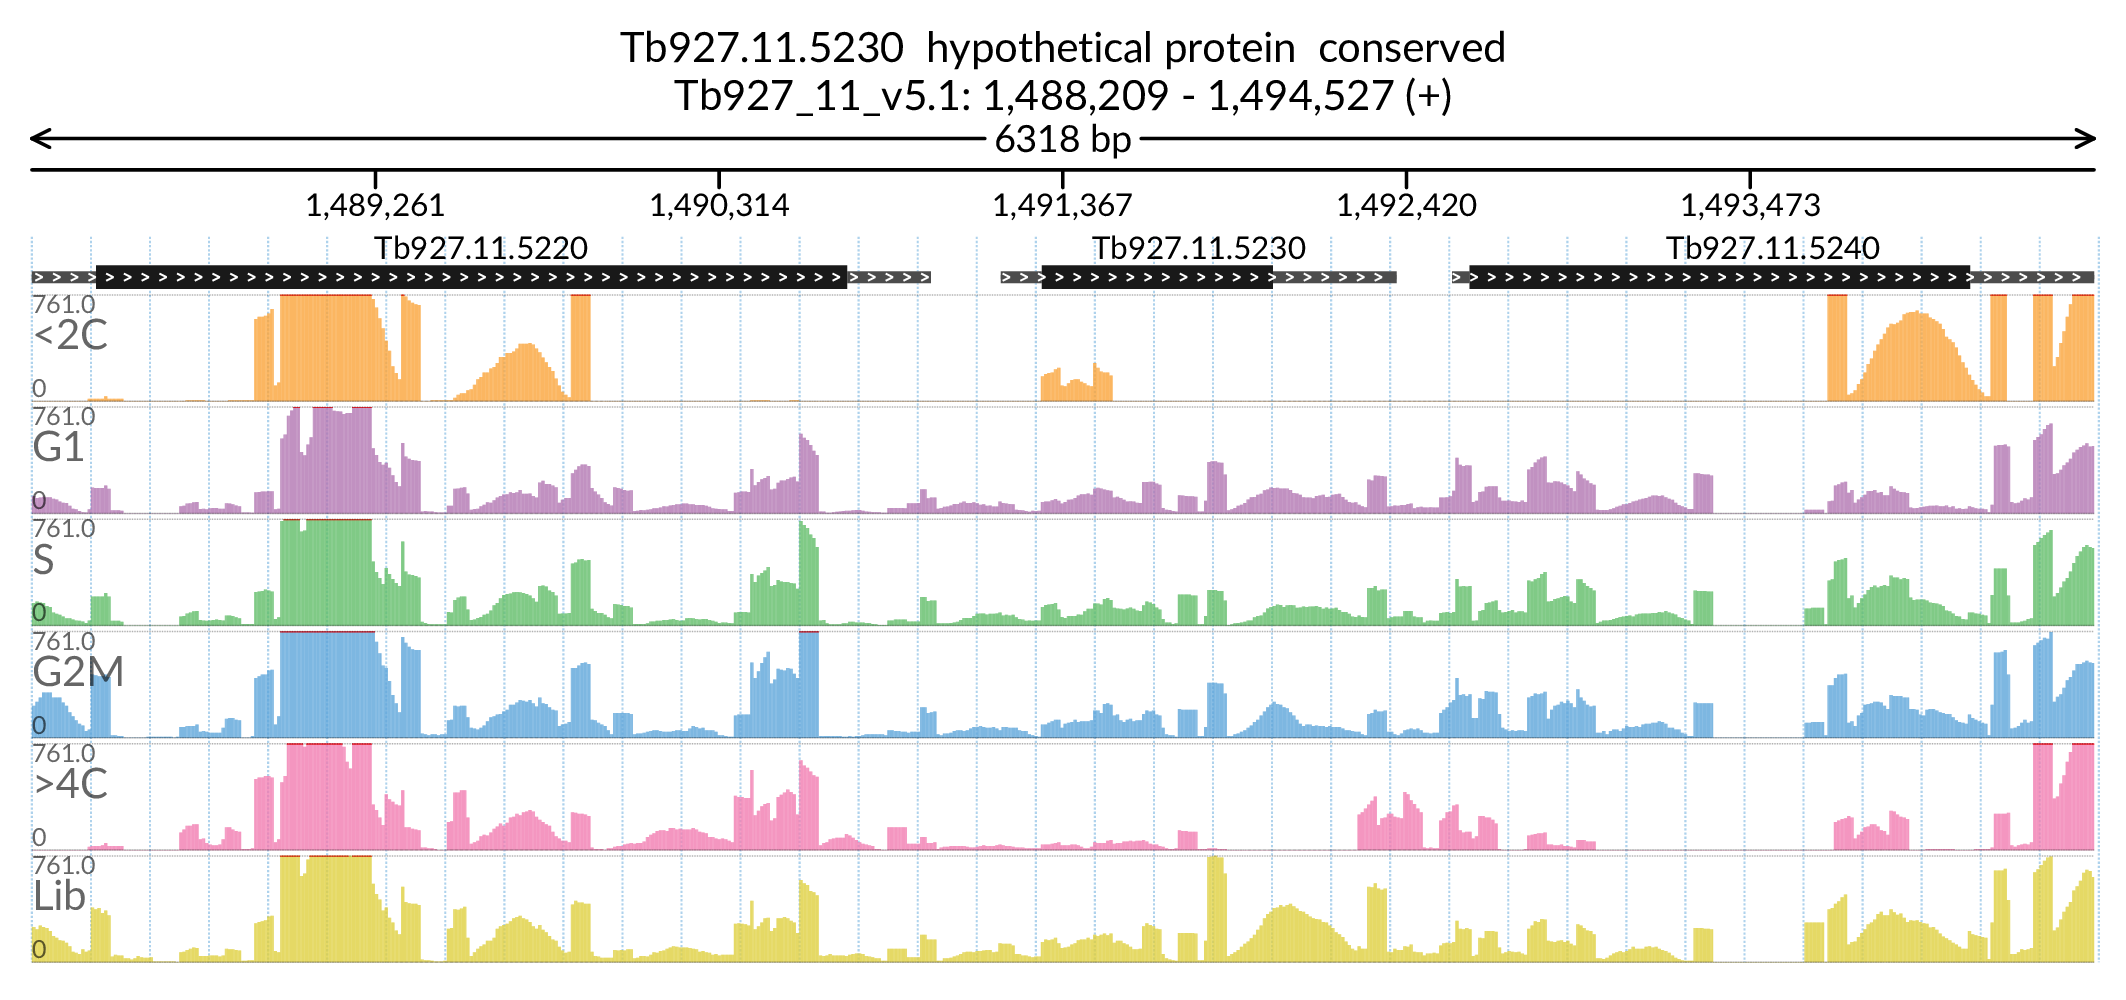 Tb927.11.5230 hypothetical protein conserved
Tb927_11_v5.1: 1,488,209 - 1,494,527 (+)
6318 bp
1,489,261 1,490,314 1,491,367 1,492,420 1,493,473
Tb927.11.5220 Tb927.11.5230 Tb927.11.5240
761.0
<2C
0
761.0
G1
0
761.0
S
0
761.0
G2M
0
761.0
>4C
0
761.0
Lib
0